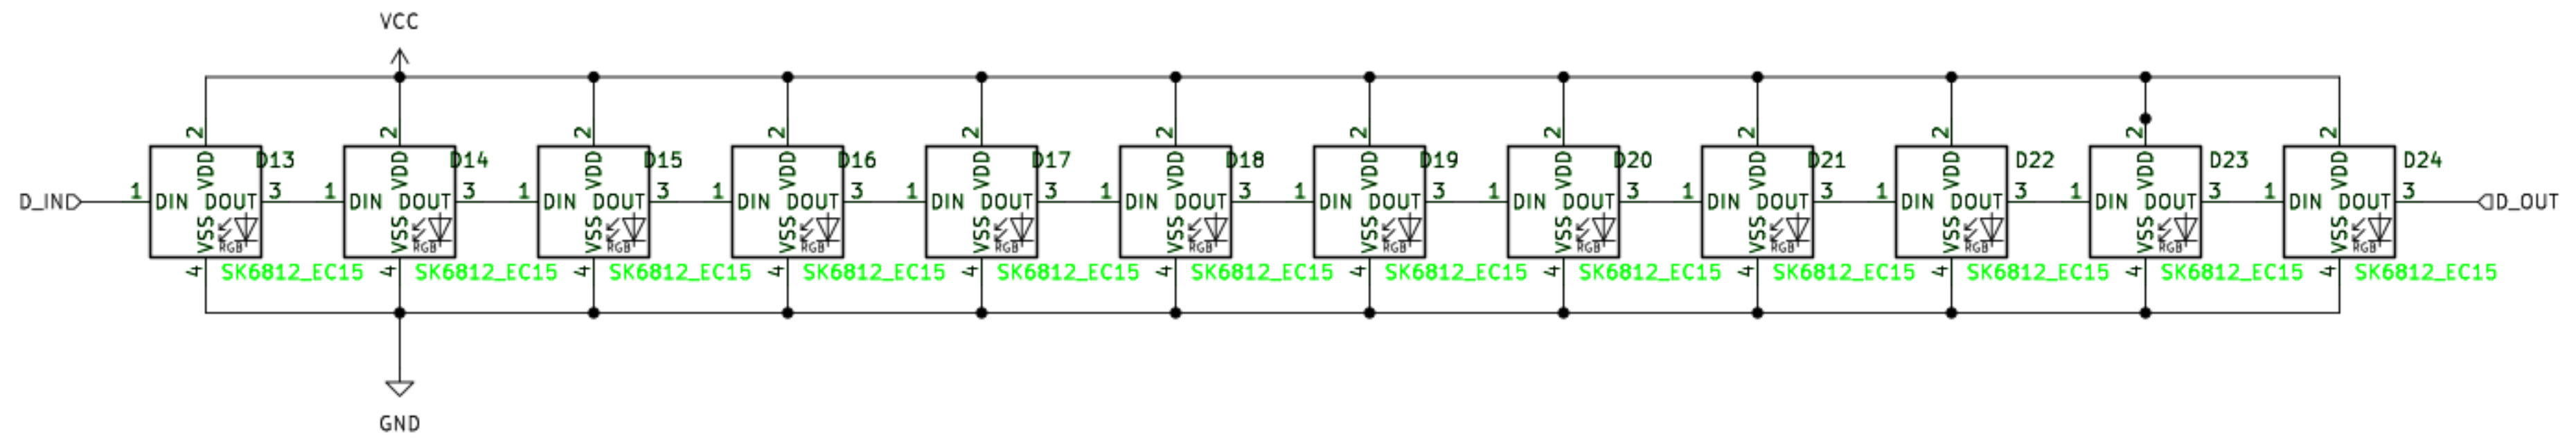 VCC
2 2 2 2 2 2 2 2 2 2 2 2
D13 D14 D15 D16 D17 D18 D19 D20 D21 D22 D23 D24
VDD VDD VDD VDD VDD VDD VDD VDD VDD VDD VDD VDD
D_IN 1 DIN DOUT 3 1 DIN DOUT 3 1 DIN DOUT 3 1 DIN DOUT 3 1 DIN DOUT 3 1 DIN DOUT 3 1 DIN DOUT 3 1 DIN DOUT 3 1 DIN DOUT 3 1 DIN DOUT 3 1 DIN DOUT 3 1 DIN DOUT 3 D_OUT
VSS VSS VSS VSS VSS VSS VSS VSS VSS VSS VSS VSS
RGB RGB RGB RGB RGB RGB RGB RGB RGB RGB RGB RGB
4 SK6812_EC15 4 SK6812_EC15 4 SK6812_EC15 4 SK6812_EC15 4 SK6812_EC15 4 SK6812_EC15 4 SK6812_EC15 4 SK6812_EC15 4 SK6812_EC15 4 SK6812_EC15 4 SK6812_EC15 4 SK6812_EC15
GND